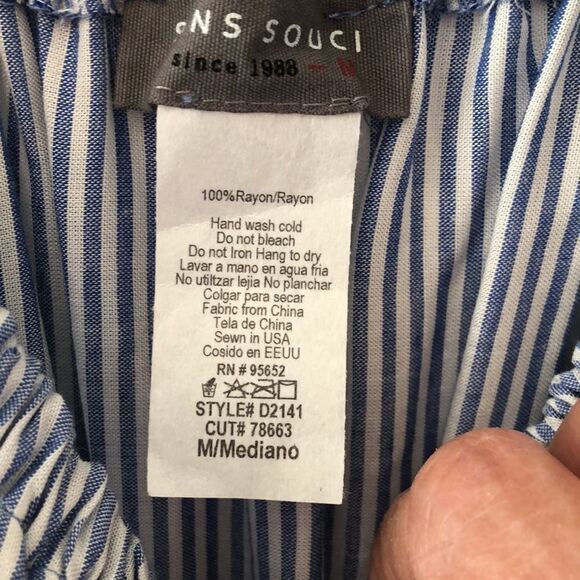 ENS SOUCI
since 1988 - M
100%Rayon/Rayon
Hand wash cold
Do not bleach
Do not Iron Hang to dry
Lavar a mano en agua fria
No utiltzar lejia No planchar
Colgar para secar
Fabric from China
Tela de China
Sewn in USA
Cosido en EEUU
RN # 95652
STYLE# D2141
CUT# 78663
M/Mediano